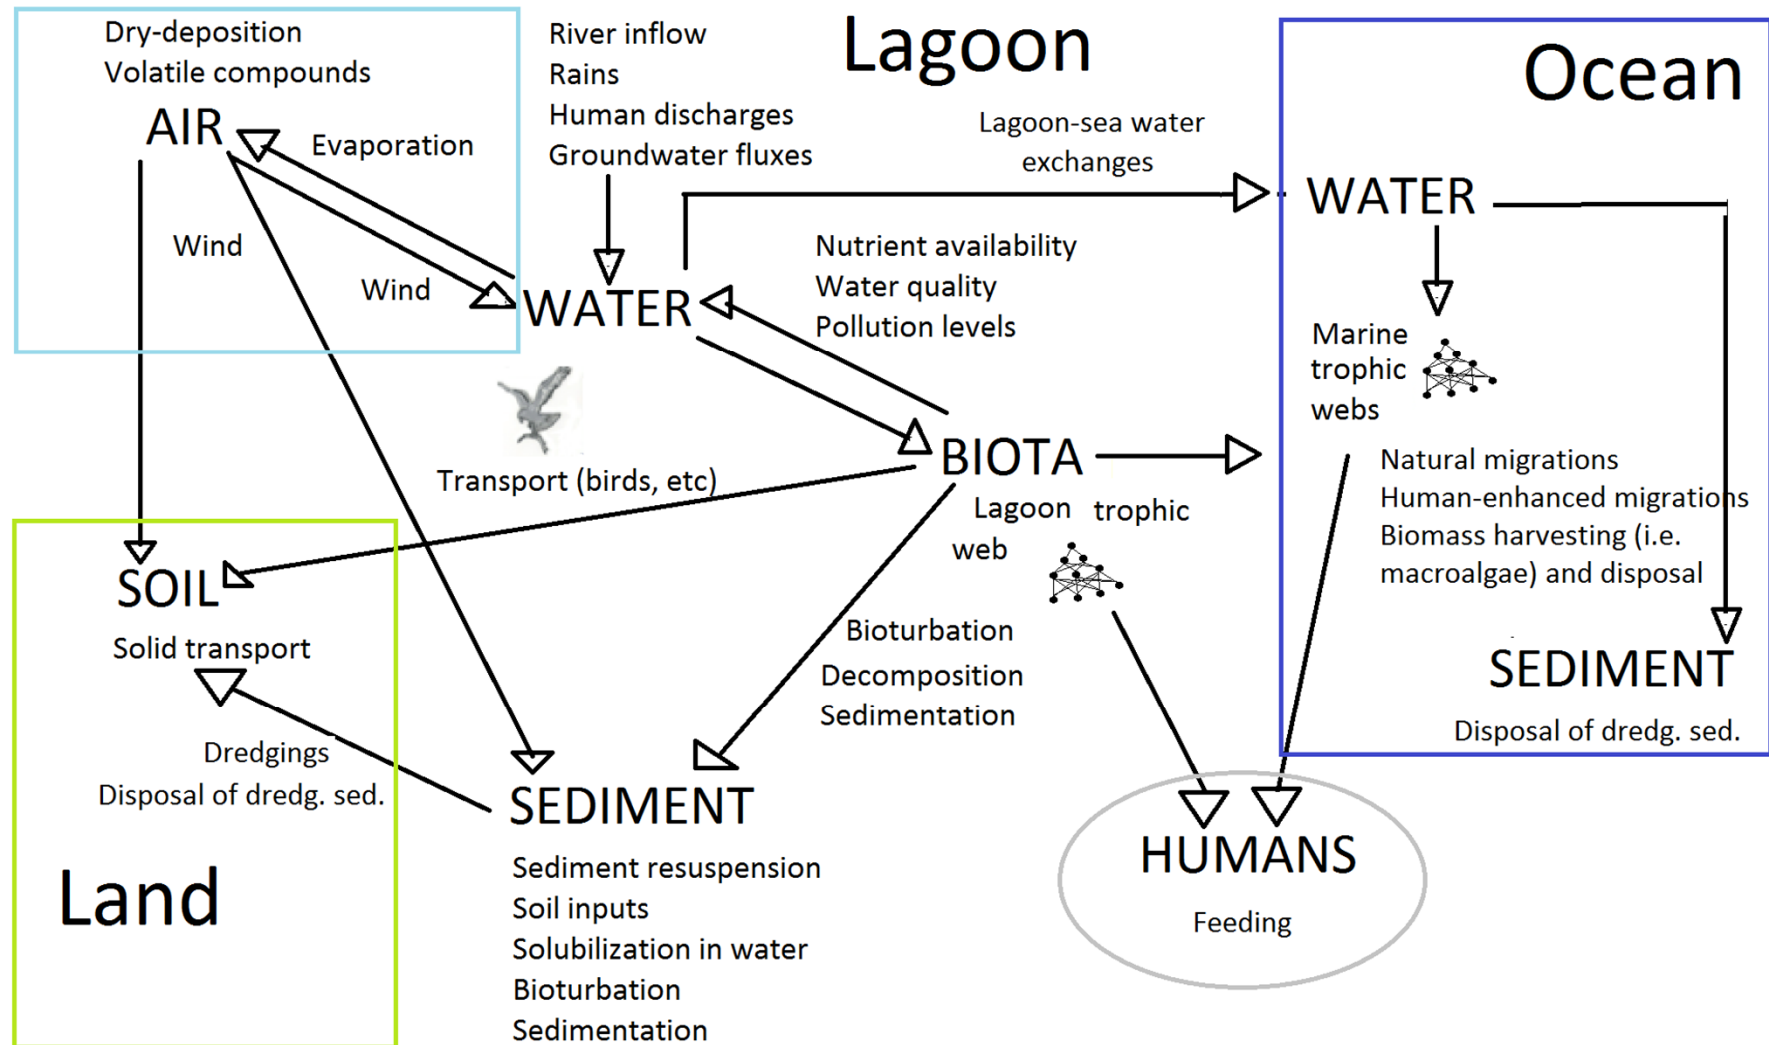 Dry-deposition
Volatile compounds
AIR
Evaporation
Wind
Wind
River inflow
Rains
Human discharges
Groundwater fluxes
Lagoon
Lagoon-sea water
exchanges
Ocean
WATER
WATER
Nutrient availability
Water quality
Pollution levels
Marine
trophic
webs
Transport (birds, etc)
BIOTA
Lagoon trophic
web
Natural migrations
Human-enhanced migrations
Biomass harvesting (i.e.
macroalgae) and disposal
SOIL
Solid transport
Dredgings
Disposal of dredg. sed.
Land
Bioturbation
Decomposition
Sedimentation
SEDIMENT
Disposal of dredg. sed.
SEDIMENT
Sediment resuspension
Soil inputs
Solubilization in water
Bioturbation
Sedimentation
HUMANS
Feeding